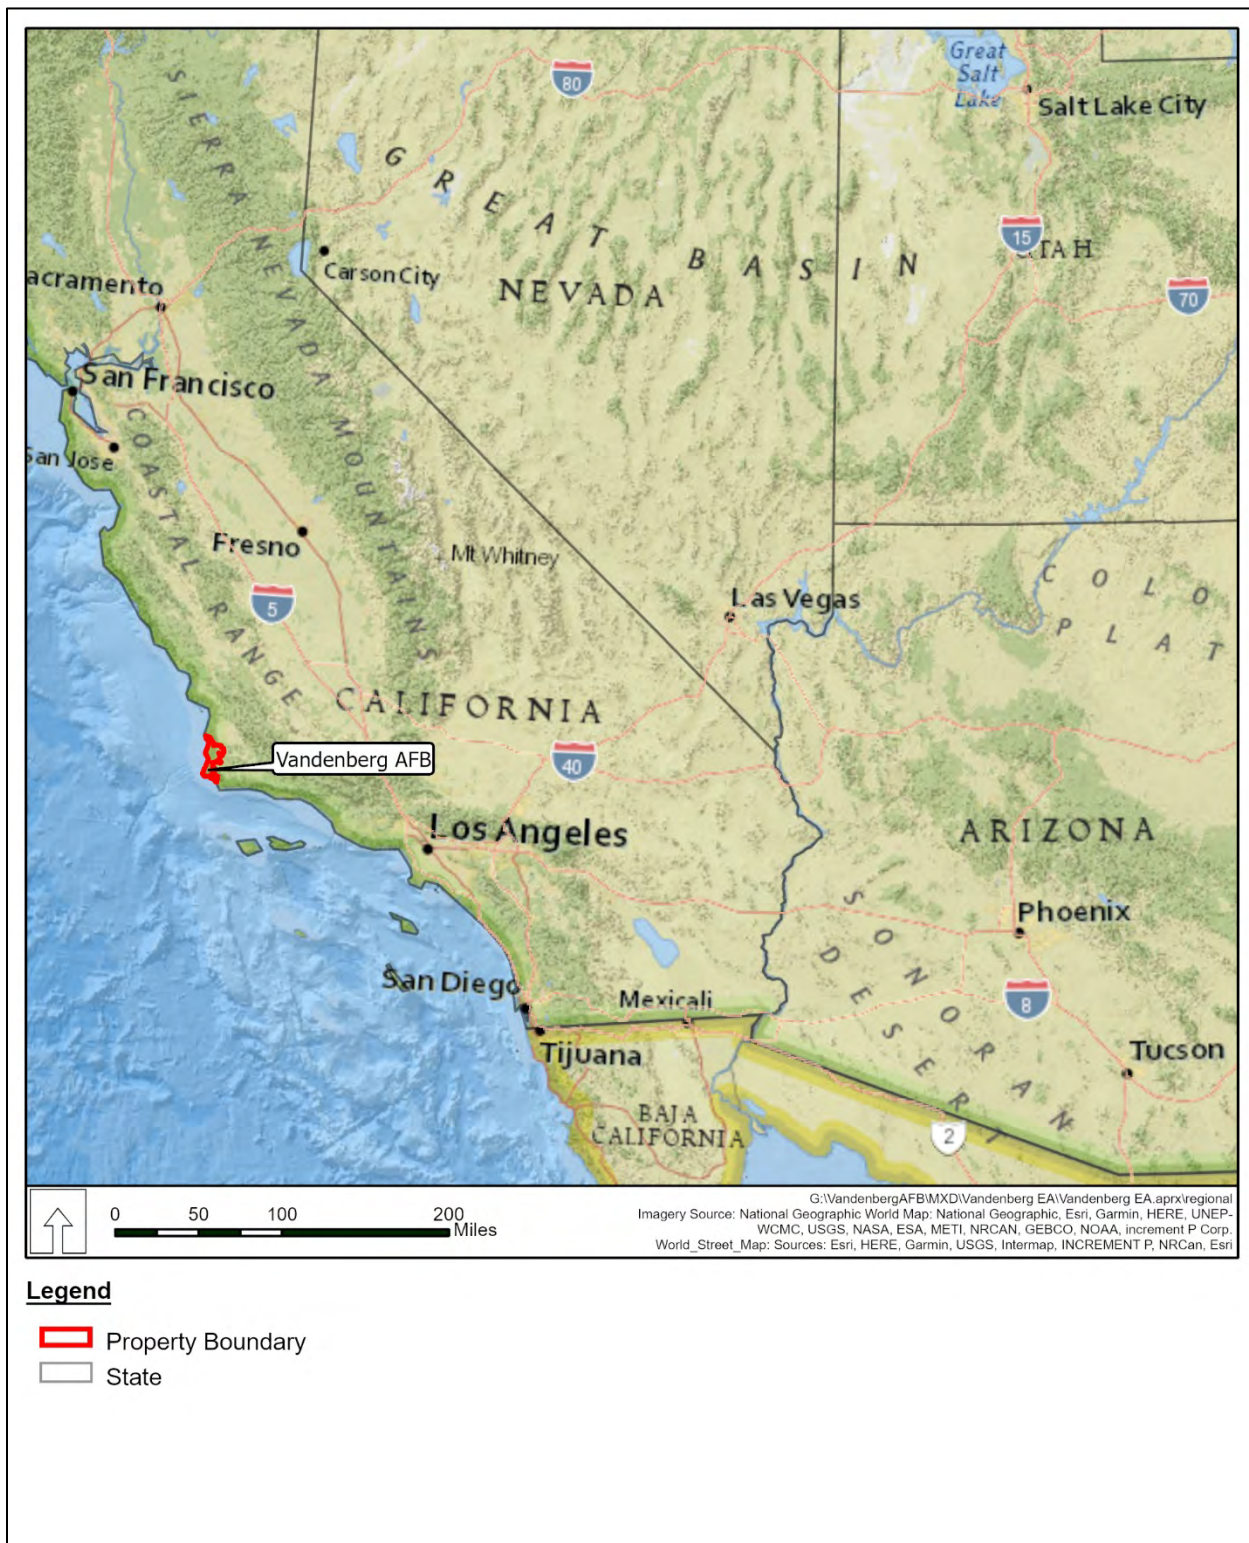 Great
Salt
Lake
80
Salt Lake City
SIERRA NEVADA MOUNTAINS
GREAT BASIN
15
UTAH
Carson City
NEVADA
70
acramento
San Francisco
COASTAL RANGE
San Jose
Fresno
Mt Whitney
COLO
PLAT
5
Las Vegas
CALIFORNIA
Vandenberg AFB
40
Los Angeles
ARIZONA
SONORAN
DESERT
Phoenix
San Diego
Mexicali
8
Tijuana
Tucson
BAJA
CALIFORNIA
2
0 50 100 200
Miles
G:\VandenbergAFB\MXD\Vandenberg EA\Vandenberg EA.aprx\regional
Imagery Source: National Geographic World Map: National Geographic, Esri, Garmin, HERE, UNEP-
WCMC, USGS, NASA, ESA, METI, NRCAN, GEBCO, NOAA, increment P Corp.
World_Street_Map: Sources: Esri, HERE, Garmin, USGS, Intermap, INCREMENT P, NRCan, Esri
Legend
Property Boundary
State